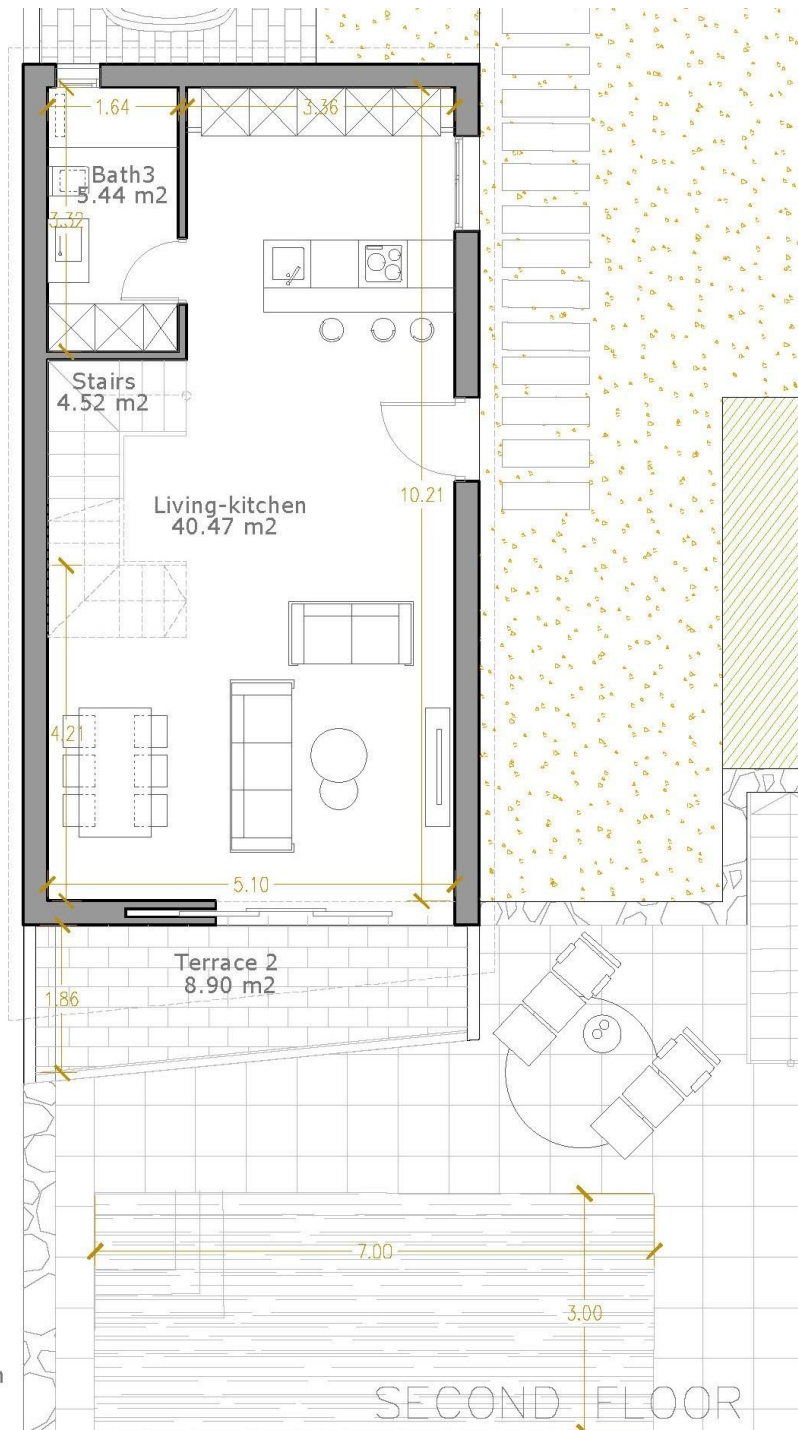 1.64
3.36
Bath3
5.44 m2
3.32
Stairs
4.52 m2
Living-kitchen
40.47 m2
10.21
4.21
5.10
Terrace 2
8.90 m2
1.86
7.00
3.00
SECOND FLOOR